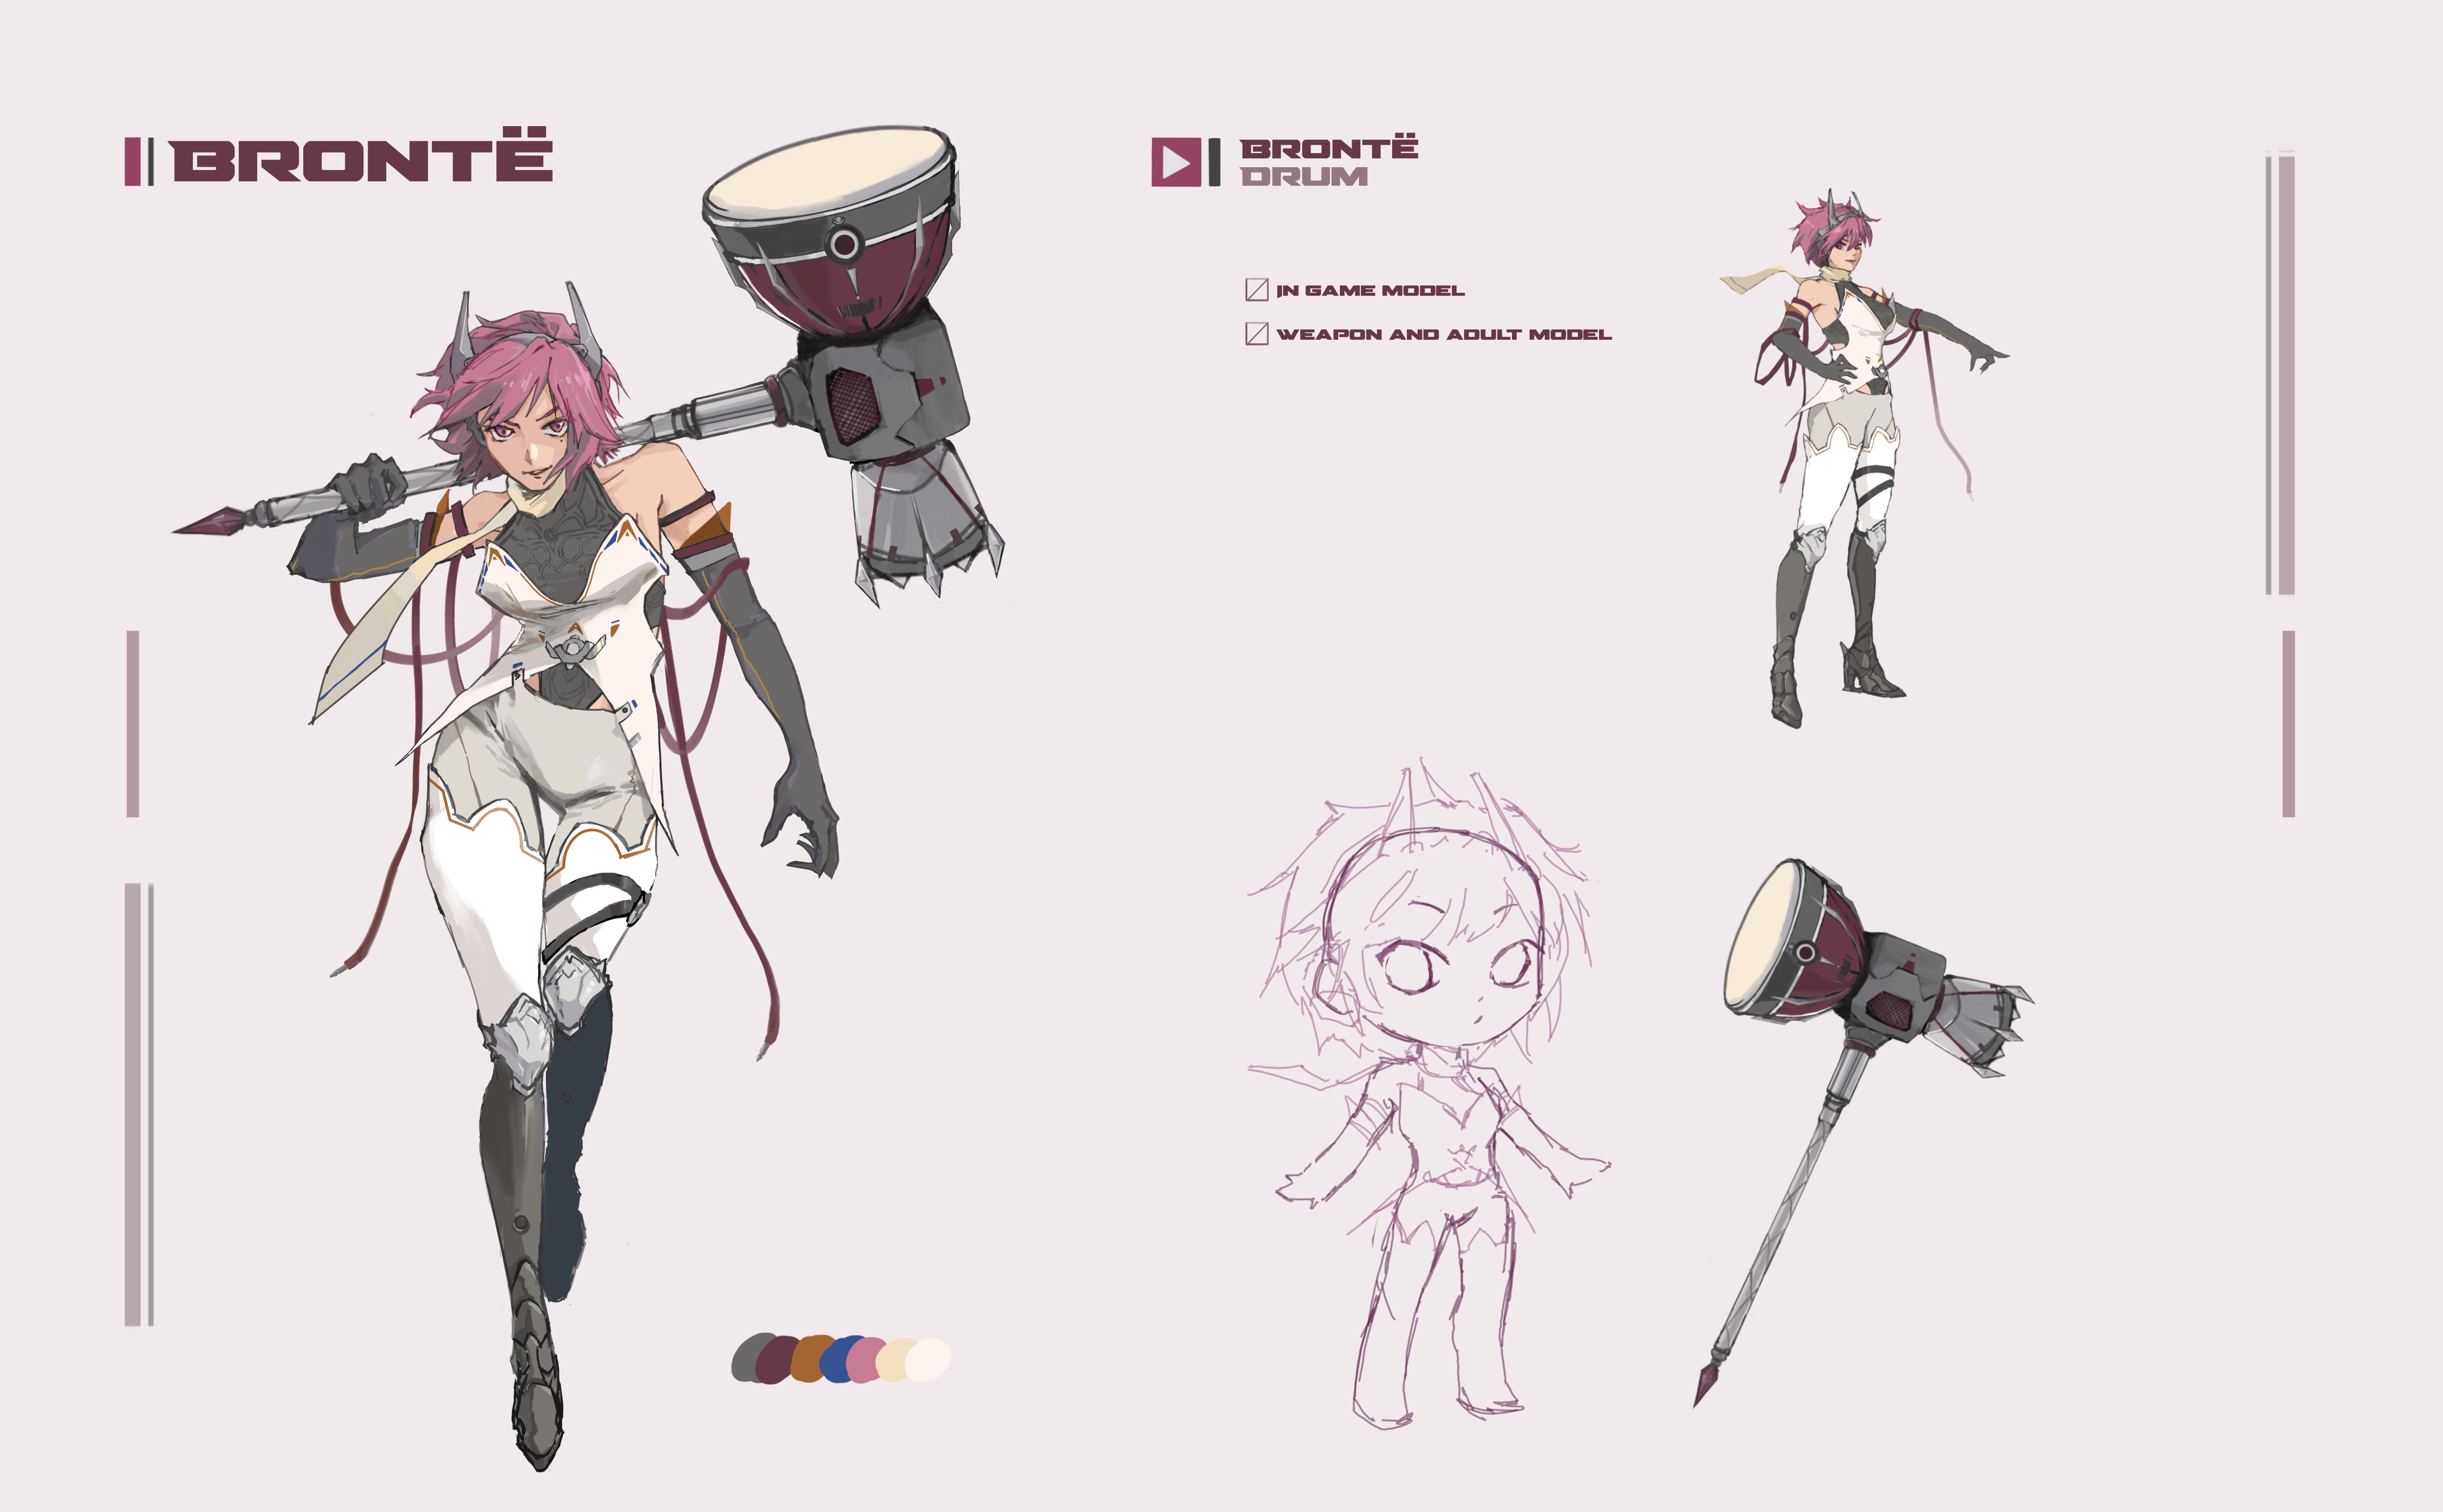 BRONTË
BRONTË
DRUM
IN GAME MODEL
WEAPON AND ADULT MODEL